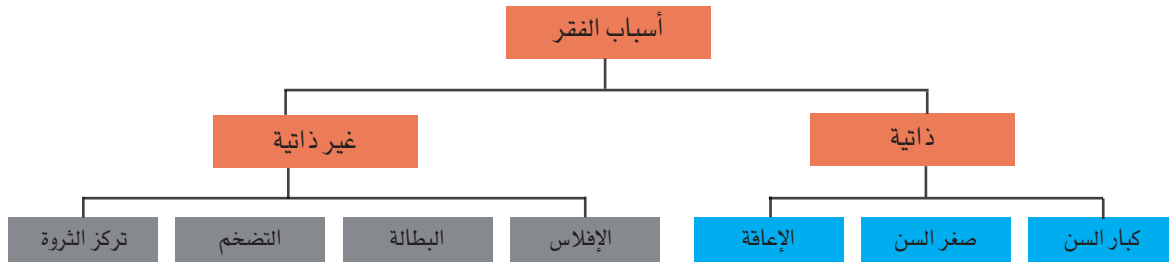 أسباب الفقر
ذاتية
غير ذاتية
كبار السن
صغر السن
الإعاقة
الإفلاس
البطالة
التضخم
تركز الثروة